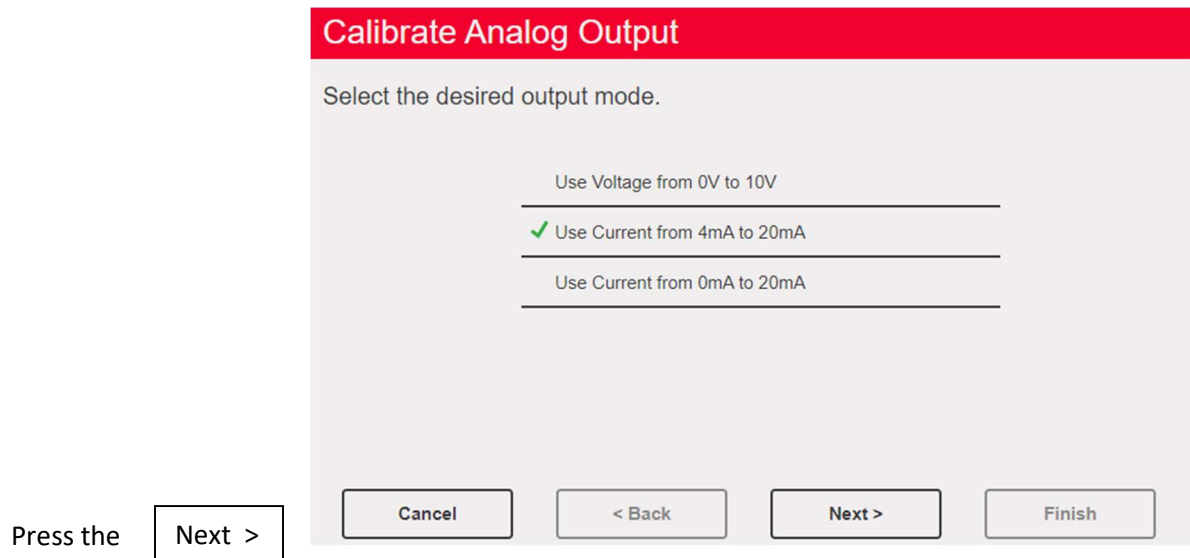 Calibrate Analog Output
Select the desired output mode.
Use Voltage from 0V to 10V
Use Current from 4mA to 20mA
Use Current from 0mA to 20mA
Cancel
< Back
Next >
Finish
Press the Next >